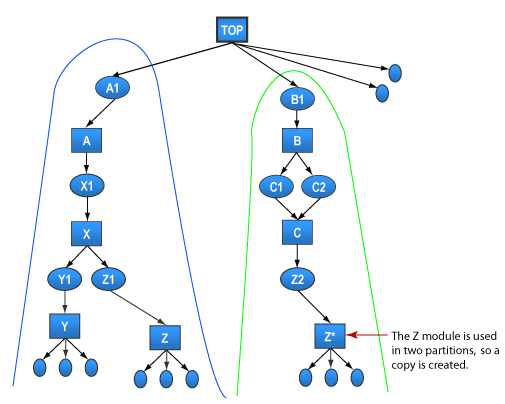 TOP
A1
B1
A
B
X1
C1
C2
X
C
Y1
Z1
Z2
Y
Z
Z*
The Z module is used
in two partitions, so a
copy is created.